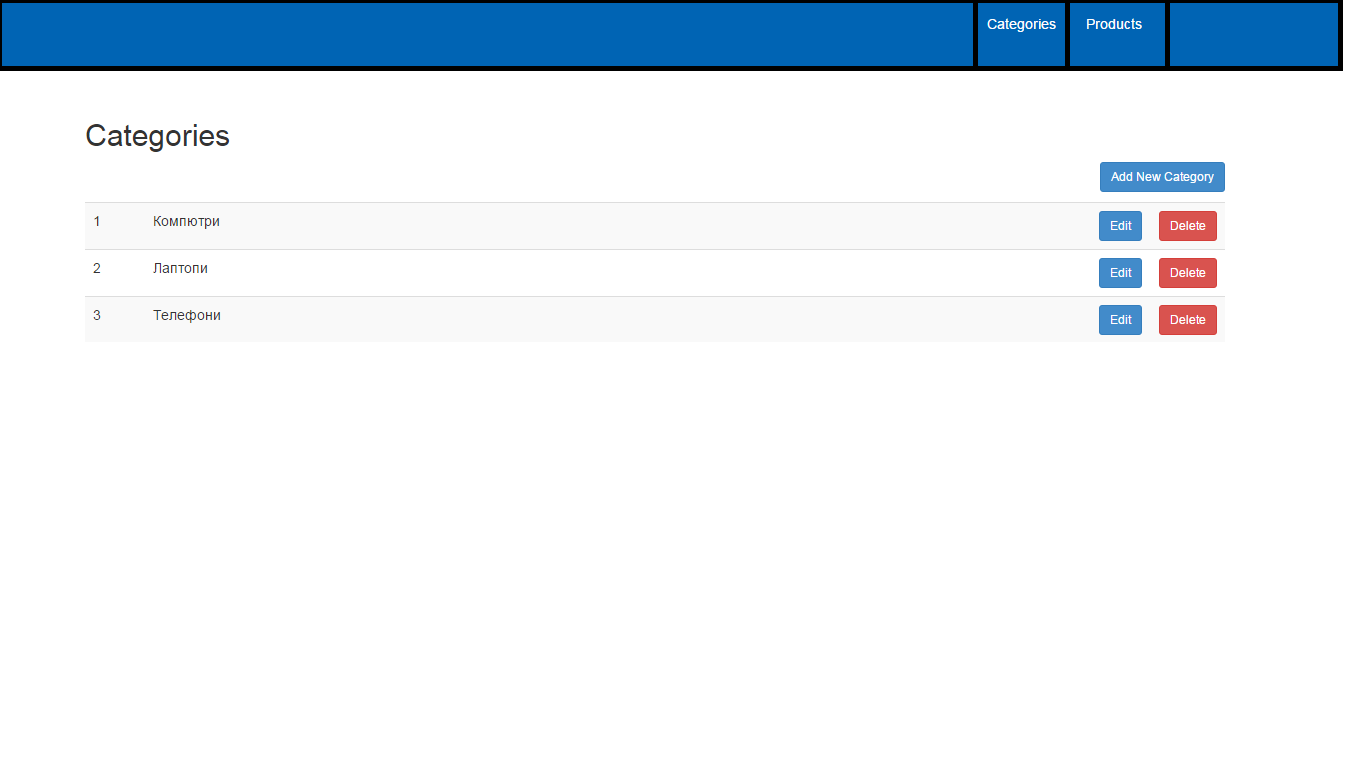 Categories Products
Categories
Add New Category
1 Компютри Edit Delete
2 Лаптопи Edit Delete
3 Телефони Edit Delete